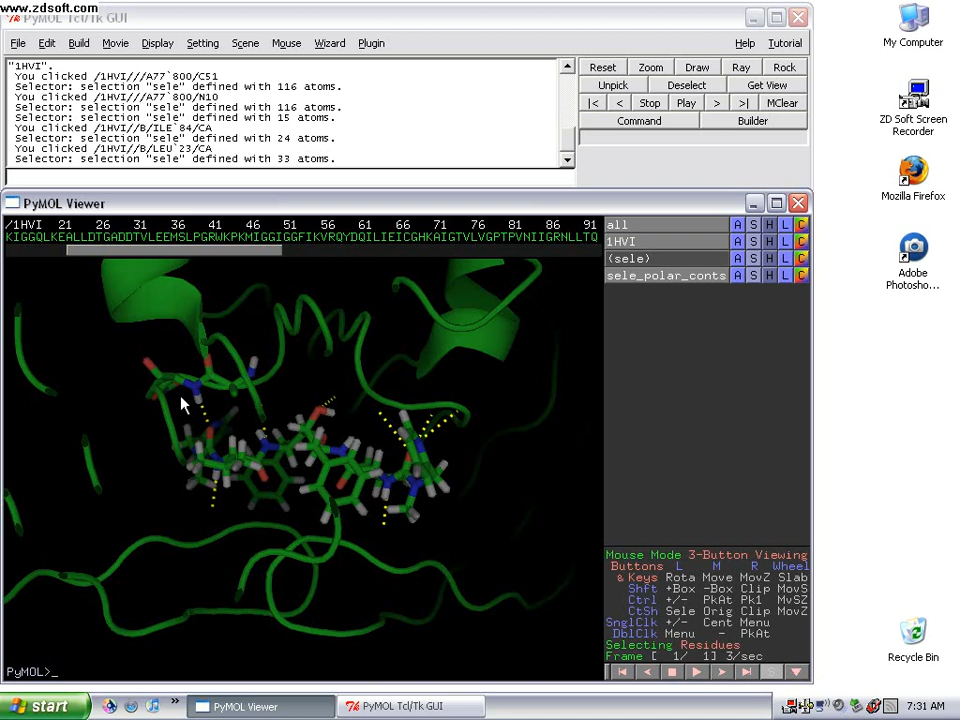 www.zdsoft.com
PyMOL Tcl/Tk GUI
File Edit Build Movie Display Setting Scene Mouse Wizard Plugin Help Tutorial
"1HVI".
You clicked /1HVI///A77`800/C51
Selector: selection "sele" defined with 116 atoms.
You clicked /1HVI///A77`800/N10
Selector: selection "sele" defined with 116 atoms.
Selector: selection "sele" defined with 15 atoms.
You clicked /1HVI//B/ILE`84/CA
Selector: selection "sele" defined with 24 atoms.
You clicked /1HVI//B/LEU`23/CA
Selector: selection "sele" defined with 33 atoms.
Reset Zoom Draw Ray Rock
Unpick Deselect Get View
|< < Stop Play > >| MClear
Command Builder
PyMOL Viewer
/1HVI 21 26 31 36 41 46 51 56 61 66 71 76 81 86 91
KIGGQLKEALLDTGADDTVLEEMSLPGRWKPKMIGGIGGFIKVRQYDQILIEICGHKAIGTVLVGPTPVNIIGRNLLTQ
all A S H L C
1HVI A S H L C
(sele) A S H L C
sele_polar_conts A S H L C
Mouse Mode 3-Button Viewing
Buttons L M R Wheel
& Keys Rota Move MovZ Slab
Shft +Box -Box Clip MovS
Ctrl +/- PkAt Pk1 MvSZ
CtSh Sele Orig Clip MovZ
SnglClk +/- Cent Menu
DblClk Menu - PkAt
Selecting Residues
Frame [ 1/ 1] 3/sec
PyMOL>_
My Computer
ZD Soft Screen
Recorder
Mozilla Firefox
Adobe
Photosho...
Recycle Bin
start
PyMOL Viewer
PyMOL Tcl/Tk GUI
7:31 AM